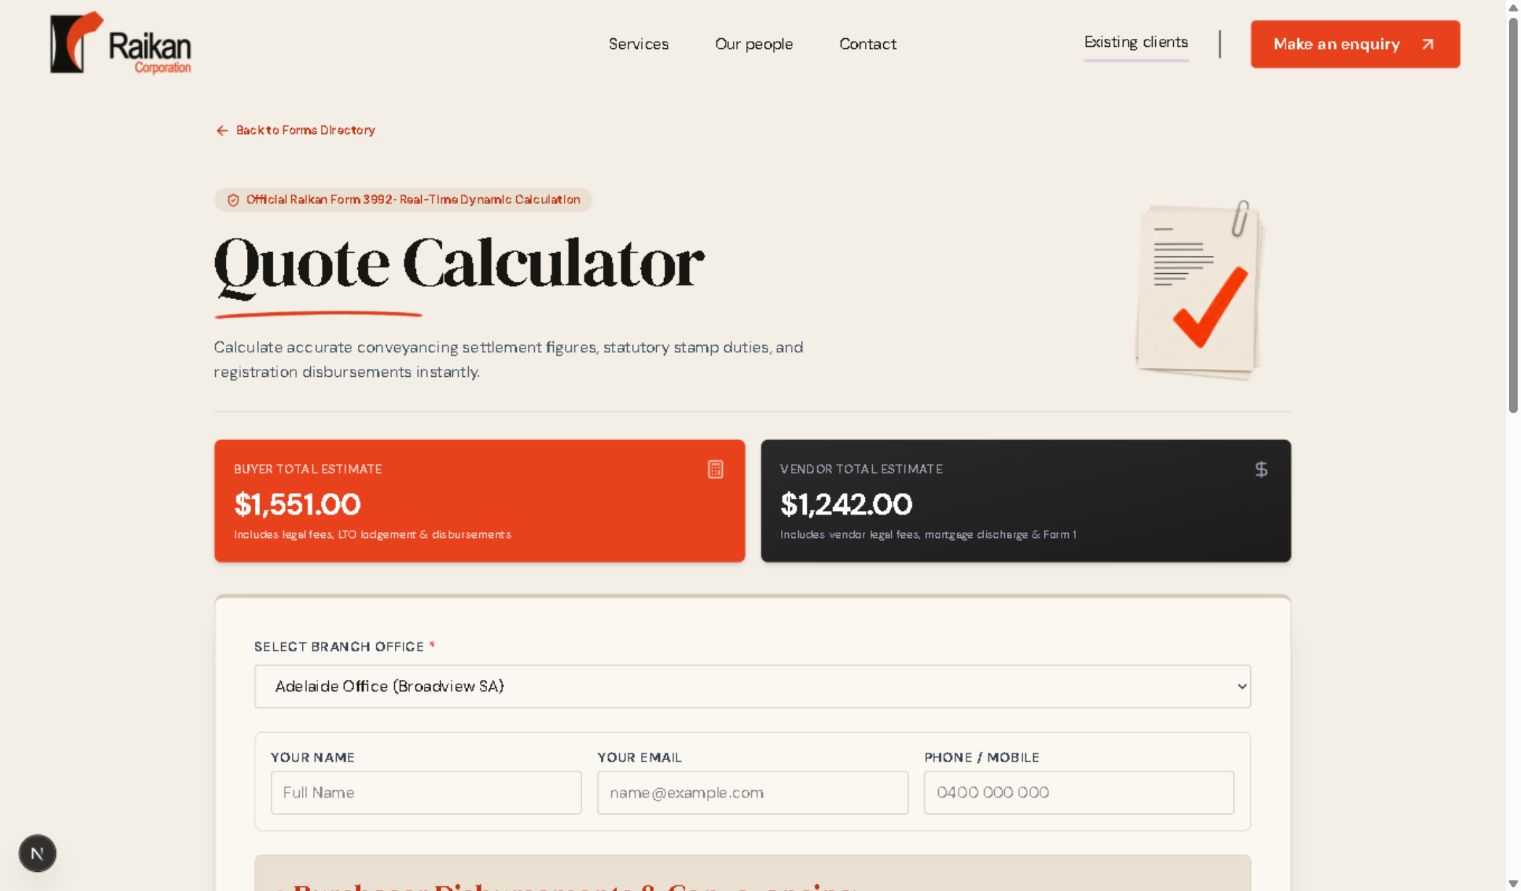 Raikan
Corporation
Services
Our people
Contact
Existing clients
Make an enquiry
Back to Forms Directory
Official Raikan Form 3992 - Real-Time Dynamic Calculation
Quote Calculator
Calculate accurate conveyancing settlement figures, statutory stamp duties, and
registration disbursements instantly.
BUYER TOTAL ESTIMATE
$1,551.00
Includes legal fees, LTO lodgement & disbursements
VENDOR TOTAL ESTIMATE
$
$1,242.00
Includes vendor legal fees, mortgage discharge & Form 1
SELECT BRANCH OFFICE *
Adelaide Office (Broadview SA)
YOUR NAME
YOUR EMAIL
PHONE / MOBILE
Full Name
name@example.com
0400 000 000
N
Purchaser Disbursements & Conveyancing